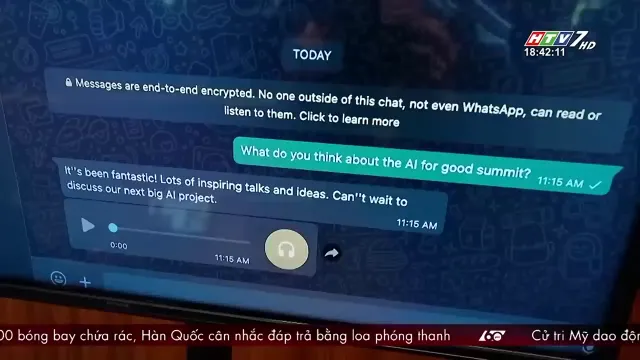 HTV7 HD
18:42:11
TODAY
Messages are end-to-end encrypted. No one outside of this chat, not even WhatsApp, can read or
listen to them. Click to learn more
What do you think about the AI for good summit? 11:15 AM
It''s been fantastic! Lots of inspiring talks and ideas. Can''t wait to
discuss our next big AI project.
11:15 AM
0:00
11:15 AM
00 bóng bay chứa rác, Hàn Quốc cân nhắc đáp trả bằng loa phóng thanh 60 Cử tri Mỹ dao độn